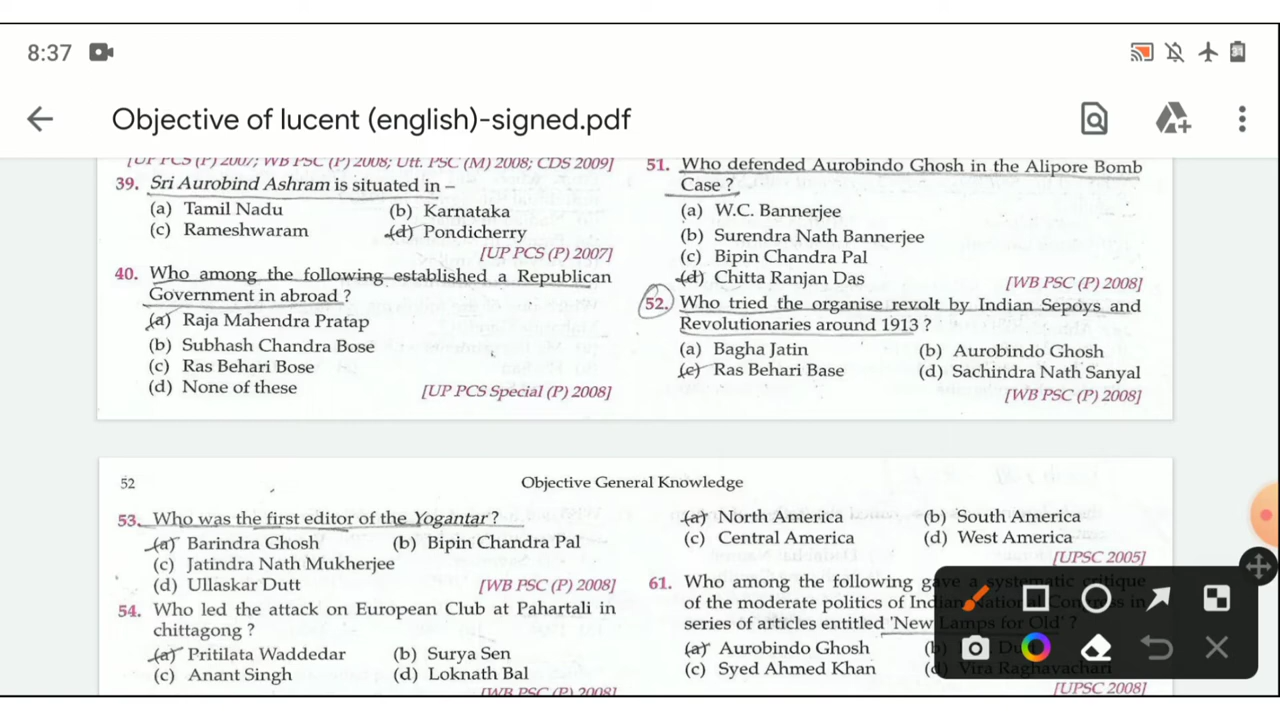 8:37
31
Objective of lucent (english)-signed.pdf
[UP PCS (P) 2007; WB PSC (P) 2008; Utt. PSC (M) 2008; CDS 2009]
39. Sri Aurobind Ashram is situated in –
(a) Tamil Nadu (b) Karnataka
(c) Rameshwaram (d) Pondicherry
[UP PCS (P) 2007]
40. Who among the following established a Republican
Government in abroad ?
(a) Raja Mahendra Pratap
(b) Subhash Chandra Bose
(c) Ras Behari Bose
(d) None of these [UP PCS Special (P) 2008]
51. Who defended Aurobindo Ghosh in the Alipore Bomb
Case ?
(a) W.C. Bannerjee
(b) Surendra Nath Bannerjee
(c) Bipin Chandra Pal
(d) Chitta Ranjan Das [WB PSC (P) 2008]
52. Who tried the organise revolt by Indian Sepoys and
Revolutionaries around 1913 ?
(a) Bagha Jatin (b) Aurobindo Ghosh
(c) Ras Behari Base (d) Sachindra Nath Sanyal
[WB PSC (P) 2008]
52 Objective General Knowledge
53. Who was the first editor of the Yogantar ?
(a) Barindra Ghosh (b) Bipin Chandra Pal
(c) Jatindra Nath Mukherjee
(d) Ullaskar Dutt [WB PSC (P) 2008]
54. Who led the attack on European Club at Pahartali in
chittagong ?
(a) Pritilata Waddedar (b) Surya Sen
(c) Anant Singh (d) Loknath Bal
[WB PSC (P) 2008]
(a) North America (b) South America
(c) Central America (d) West America
[UPSC 2005]
61. Who among the following gave a systematic critique
of the moderate politics of Indian National Congress in
series of articles entitled 'New Lamps for Old' ?
(a) Aurobindo Ghosh (b)
(c) Syed Ahmed Khan (d) Vira Raghavachari
[UPSC 2008]